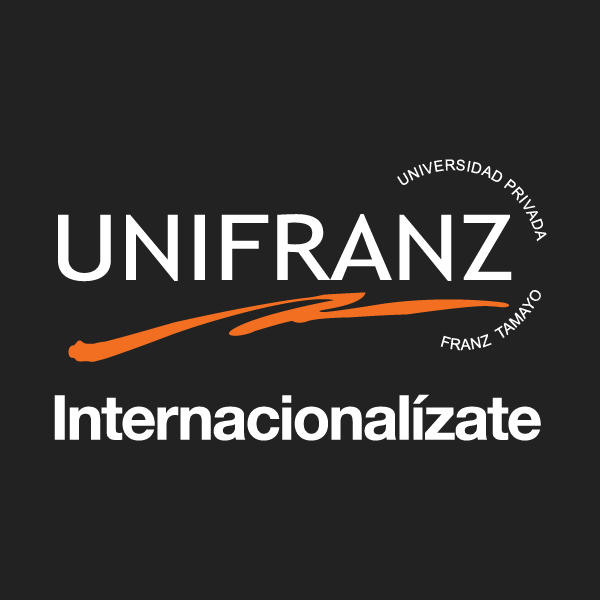 UNIVERSIDAD PRIVADA
UNIFRANZ
FRANZ TAMAYO
Internacionalízate